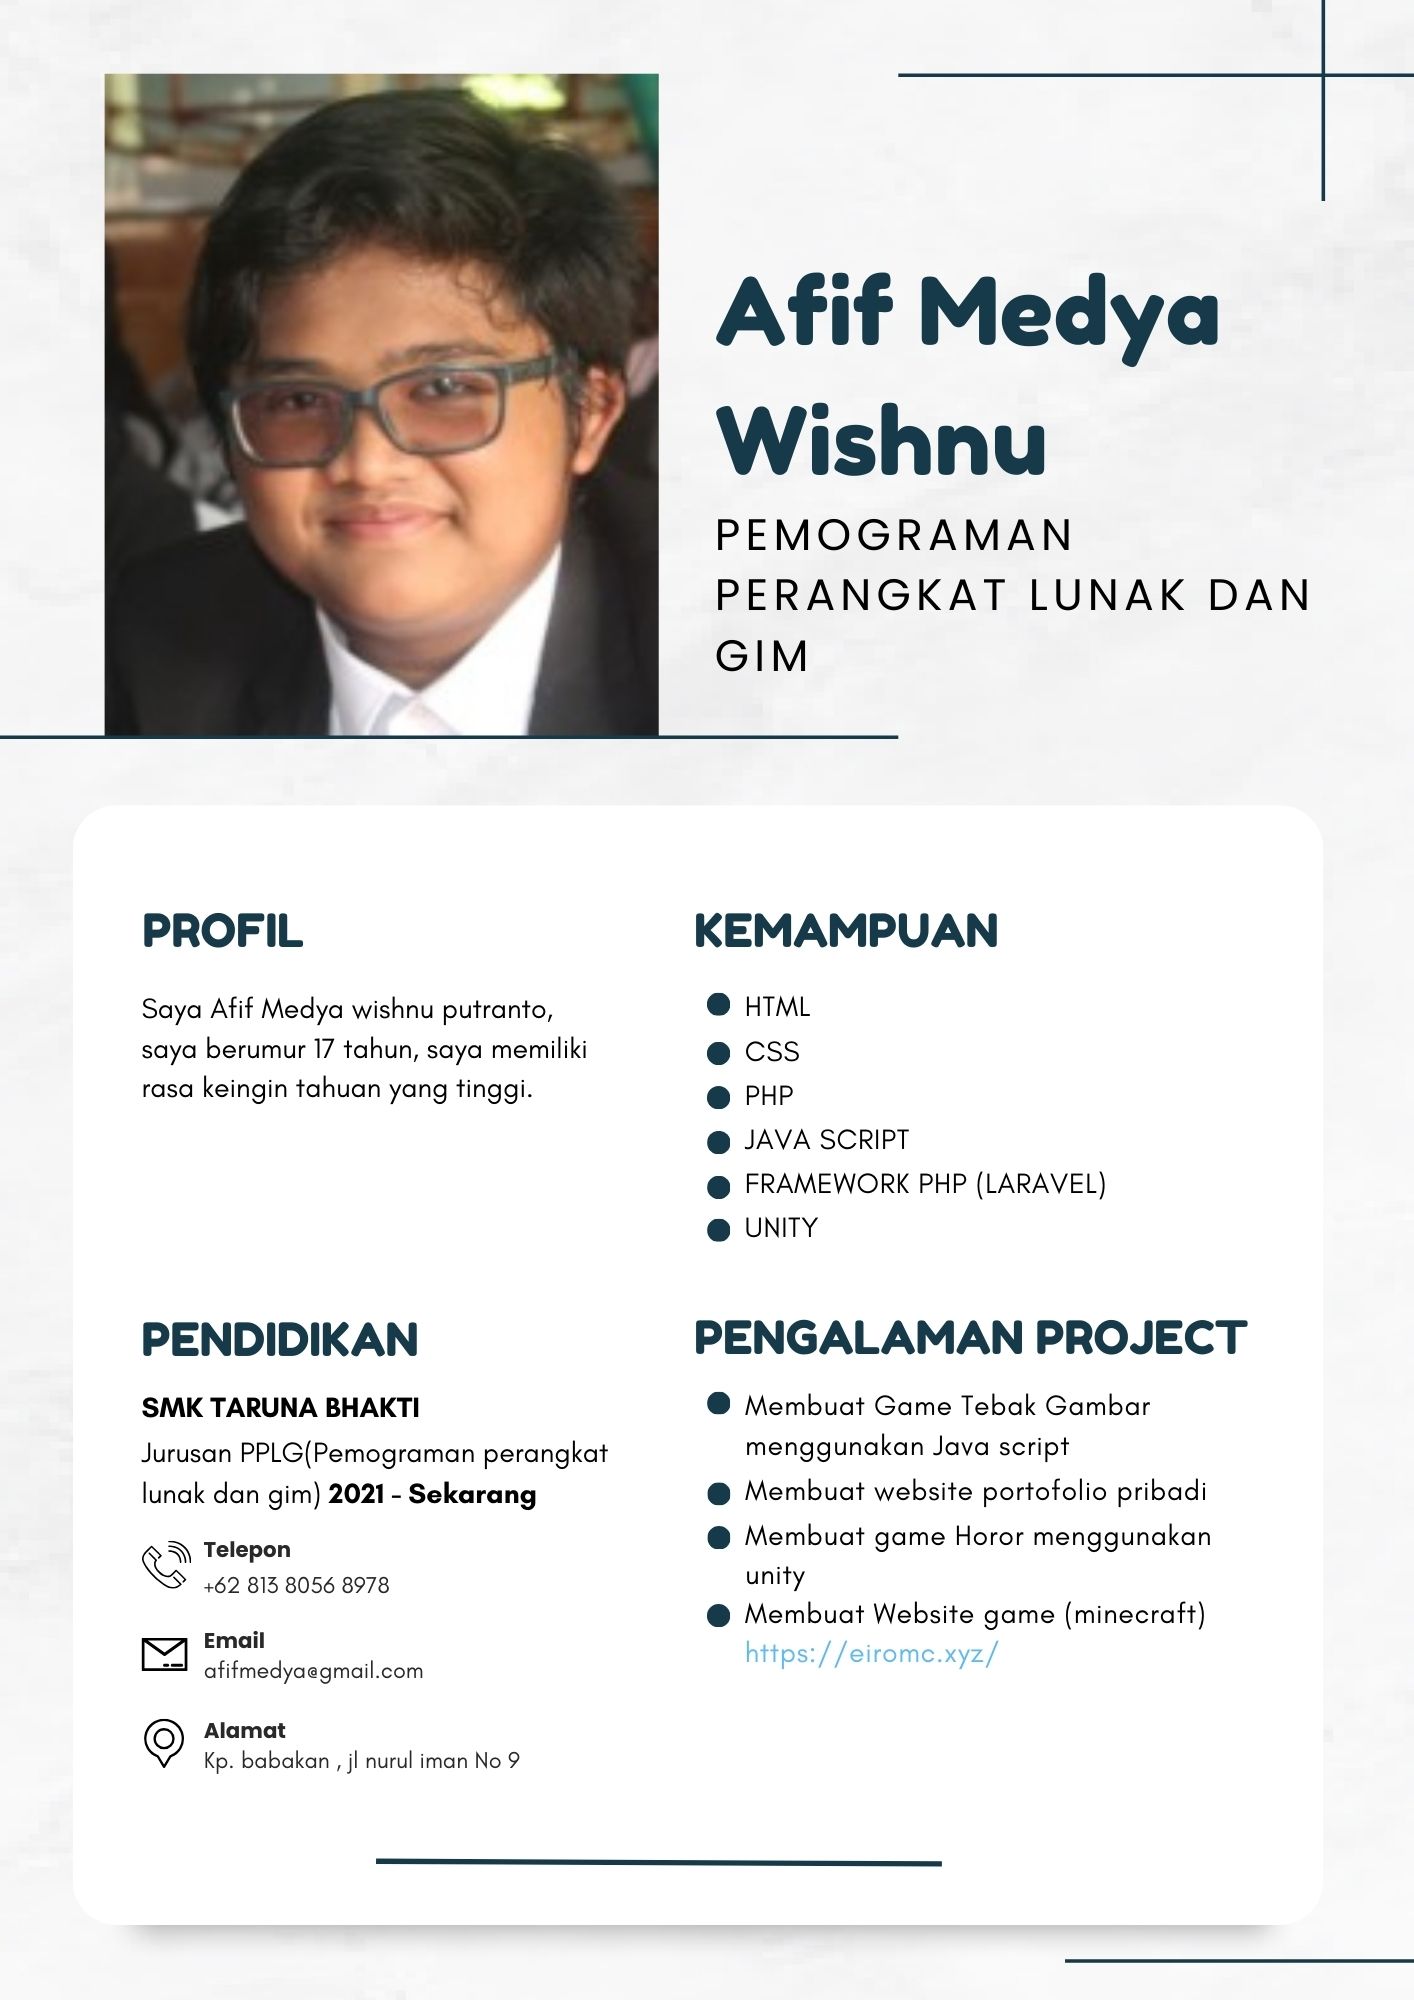 Afif Medya
Wishnu
PEMOGRAMAN
PERANGKAT LUNAK DAN
GIM
PROFIL
Saya Afif Medya wishnu putranto,
saya berumur 17 tahun, saya memiliki
rasa keingin tahuan yang tinggi.
KEMAMPUAN
HTML
CSS
PHP
JAVA SCRIPT
FRAMEWORK PHP (LARAVEL)
UNITY
PENDIDIKAN
SMK TARUNA BHAKTI
Jurusan PPLG(Pemograman perangkat
lunak dan gim) 2021 - Sekarang
Telepon
+62 813 8056 8978
Email
afifmedya@gmail.com
Alamat
Kp. babakan , jl nurul iman No 9
PENGALAMAN PROJECT
Membuat Game Tebak Gambar
menggunakan Java script
Membuat website portofolio pribadi
Membuat game Horor menggunakan
unity
Membuat Website game (minecraft)
https://eiromc.xyz/